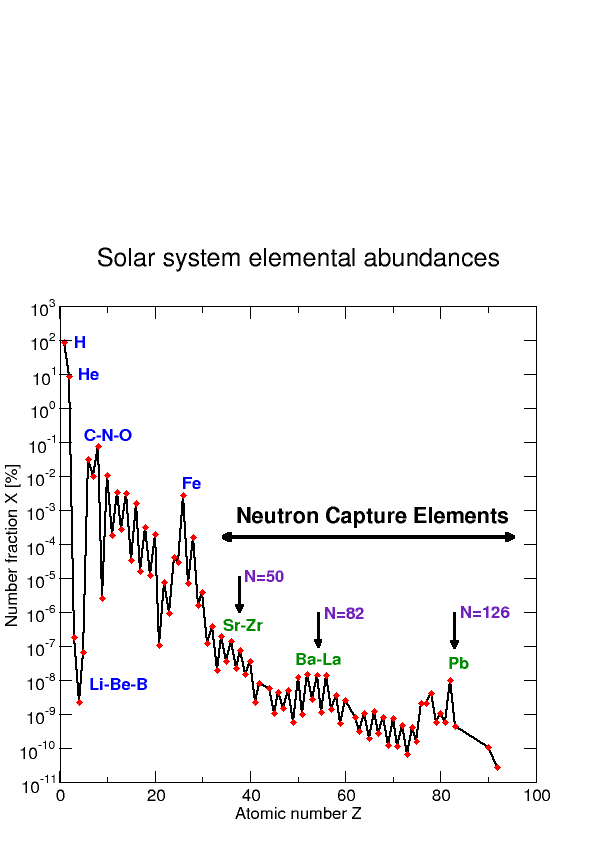 Solar system elemental abundances
10³
10²
10¹
10⁰
10⁻¹
10⁻²
10⁻³
10⁻⁴
10⁻⁵
10⁻⁶
10⁻⁷
10⁻⁸
10⁻⁹
10⁻¹⁰
10⁻¹¹
Number fraction X [%]
H
He
C-N-O
Fe
Neutron Capture Elements
N=50
N=82
N=126
Sr-Zr
Ba-La
Pb
Li-Be-B
0 20 40 60 80 100
Atomic number Z